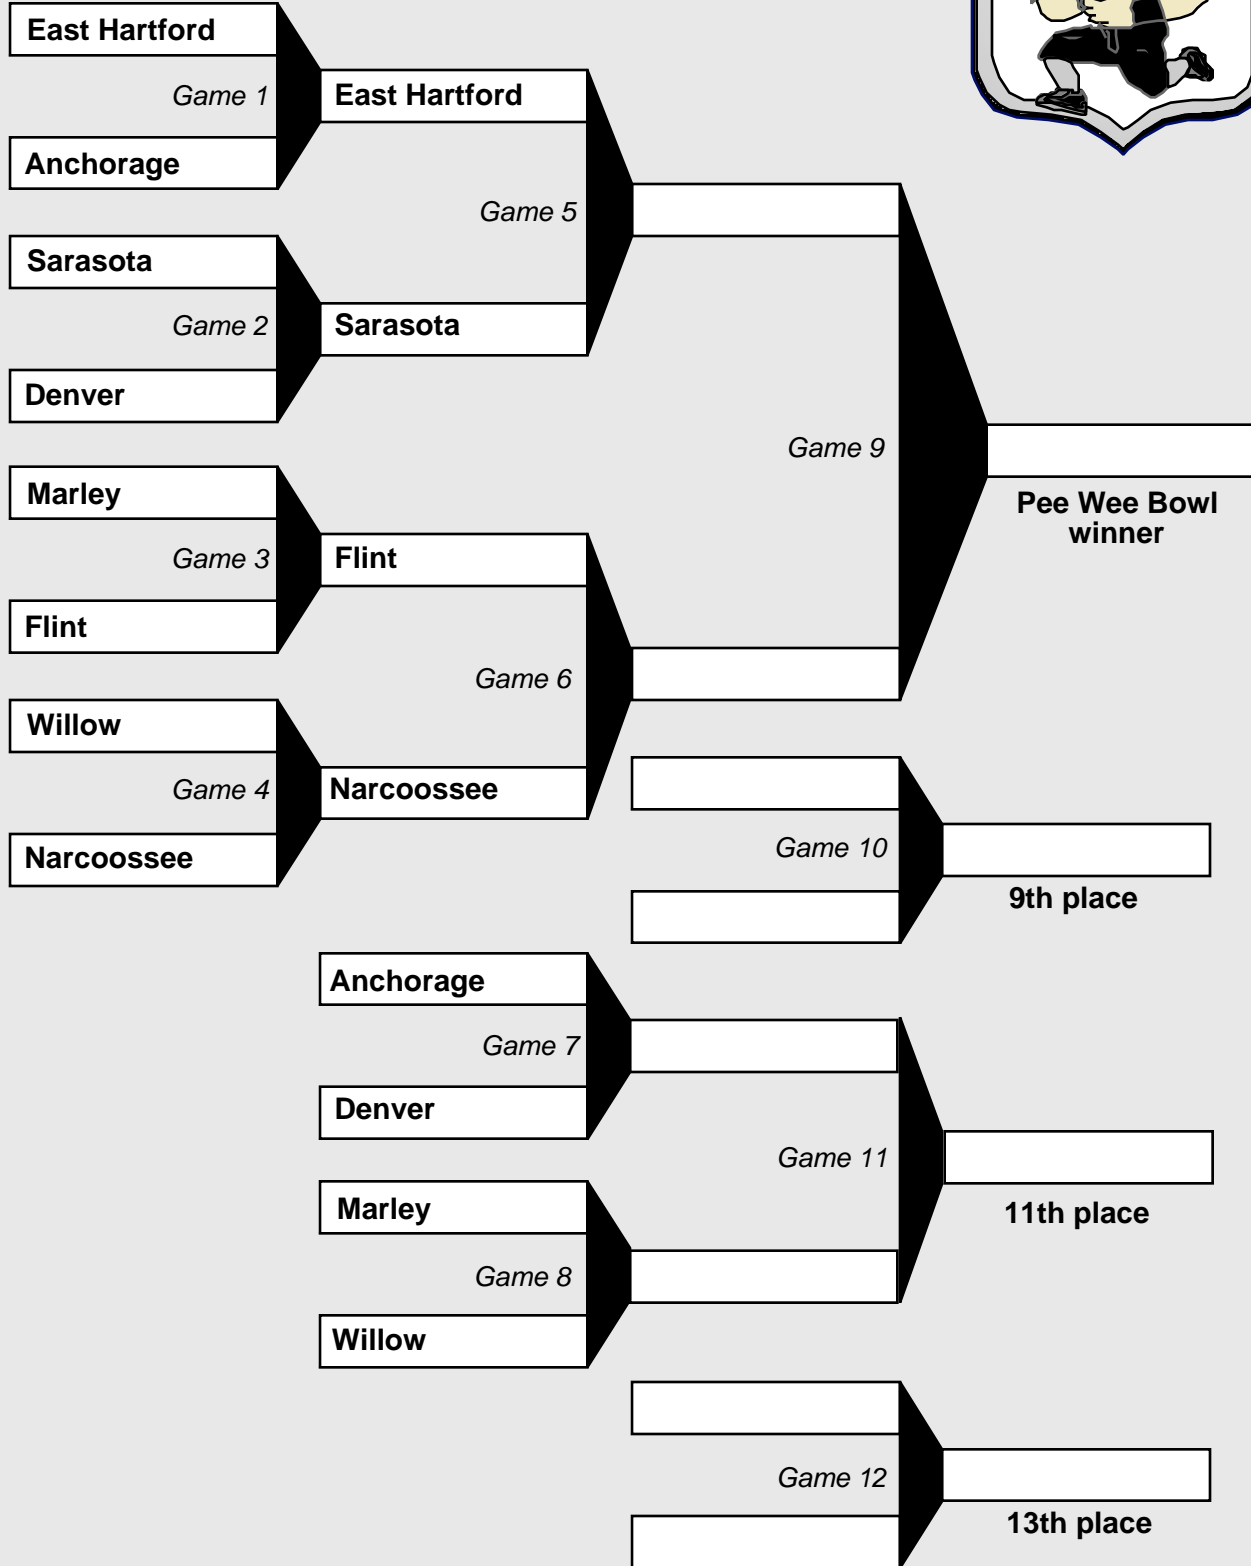 East Hartford
Game 1
Anchorage
East Hartford
Game 5
Sarasota
Game 2
Denver
Sarasota
Marley
Game 3
Flint
Flint
Game 6
Willow
Game 4
Narcoossee
Narcoossee
Game 9
Pee Wee Bowl
winner
Game 10
9th place
Anchorage
Game 7
Denver
Game 11
11th place
Marley
Game 8
Willow
Game 12
13th place